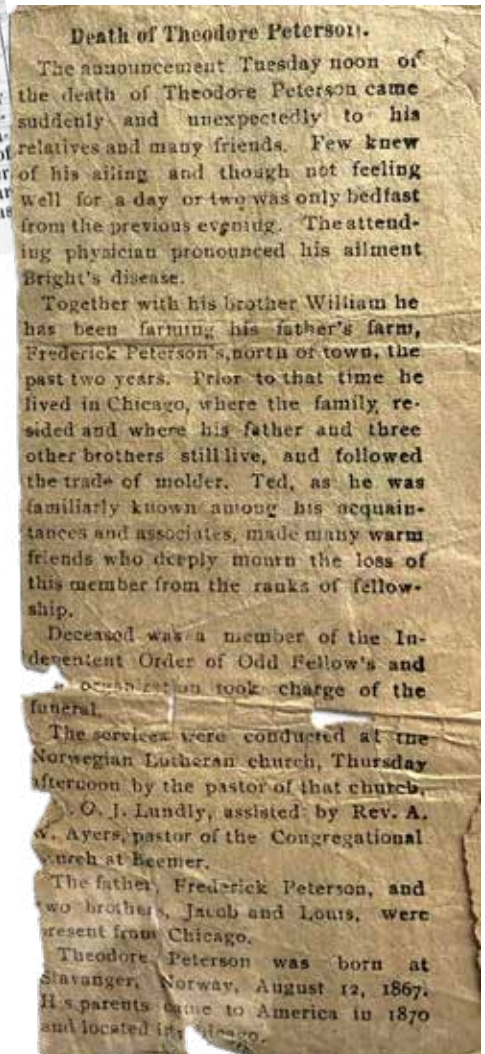 Death of Theodore Peterson.
The announcement Tuesday noon of
the death of Theodore Peterson came
suddenly and unexpectedly to his
relatives and many friends. Few knew
of his ailing and though not feeling
well for a day or two was only bedfast
from the previous evening. The attend-
ing physician pronounced his ailment
Bright's disease.
Together with his brother William he
has been farming his father's farm,
Frederick Peterson's, north of town, the
past two years. Prior to that time he
lived in Chicago, where the family re-
sided and where his father and three
other brothers still live, and followed
the trade of molder. Ted, as he was
familiarly known among his acquain-
tances and associates, made many warm
friends who deeply mourn the loss of
this member from the ranks of fellow-
ship.
Deceased was a member of the In-
depentent Order of Odd Fellow's and
organization took charge of the
funeral.
The services were conducted at the
Norwegian Lutheran church, Thursday
afternoon by the pastor of that church,
O. J. Lundly, assisted by Rev. A.
W. Ayers, pastor of the Congregational
church at Beemer.
The father, Frederick Peterson, and
two brothers, Jacob and Louis, were
present from Chicago.
Theodore Peterson was born at
Stavanger, Norway, August 12, 1867.
His parents came to America in 1870
and located in Chicago.